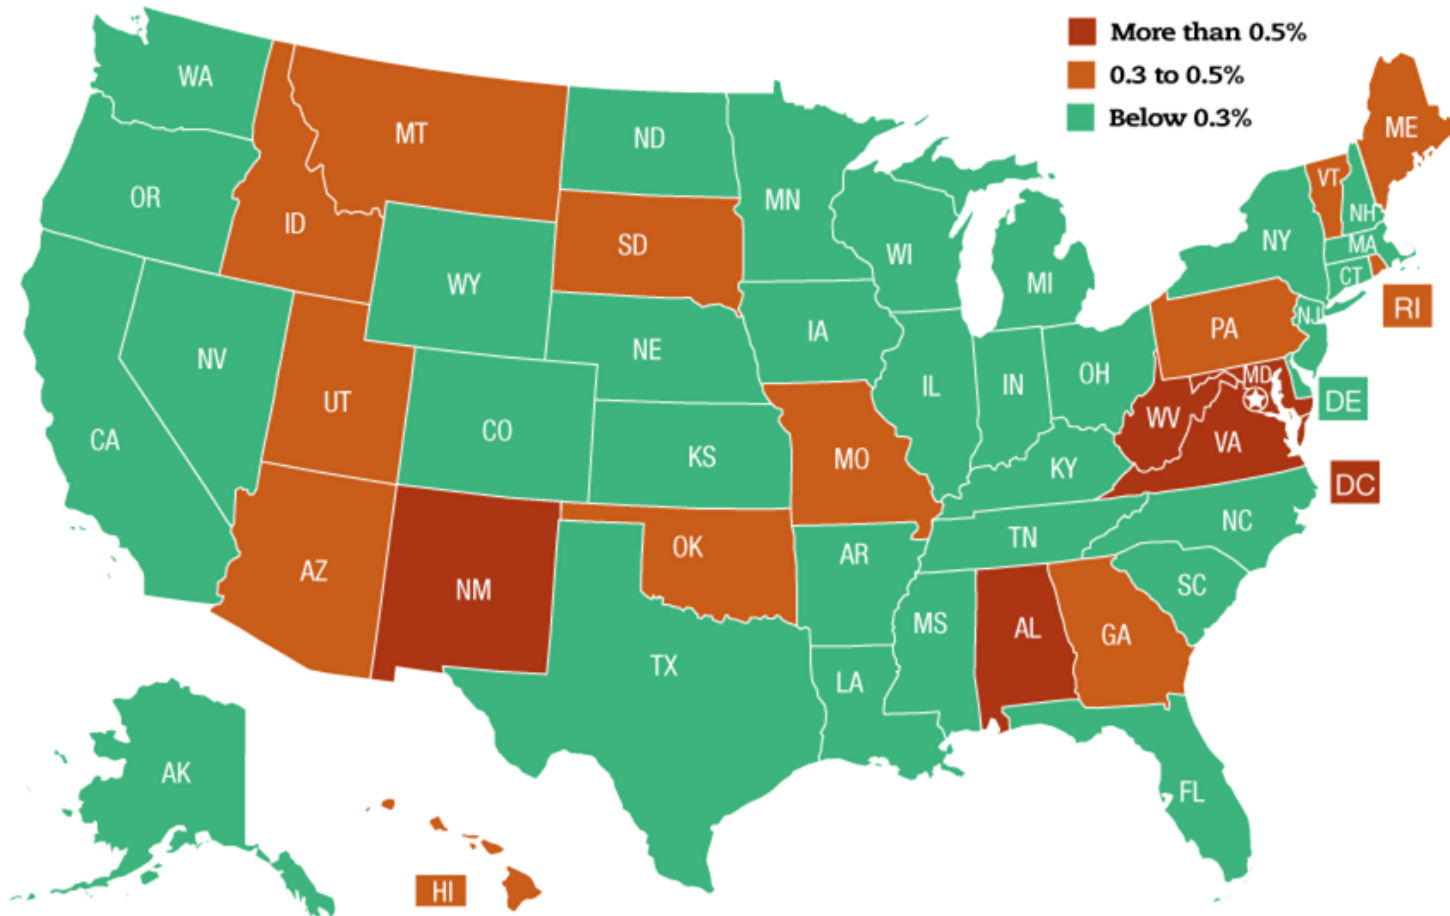 More than 0.5%
0.3 to 0.5%
Below 0.3%
WA
MT
ND
ME
OR
ID
SD
MN
VT
NH
WI
NY
MA
WY
MI
CT
RI
NV
NE
IA
PA
NJ
UT
IL
IN
OH
MD
DE
CA
CO
KS
MO
KY
WV
VA
DC
AZ
NM
OK
AR
TN
NC
SC
MS
AL
GA
TX
LA
AK
FL
HI